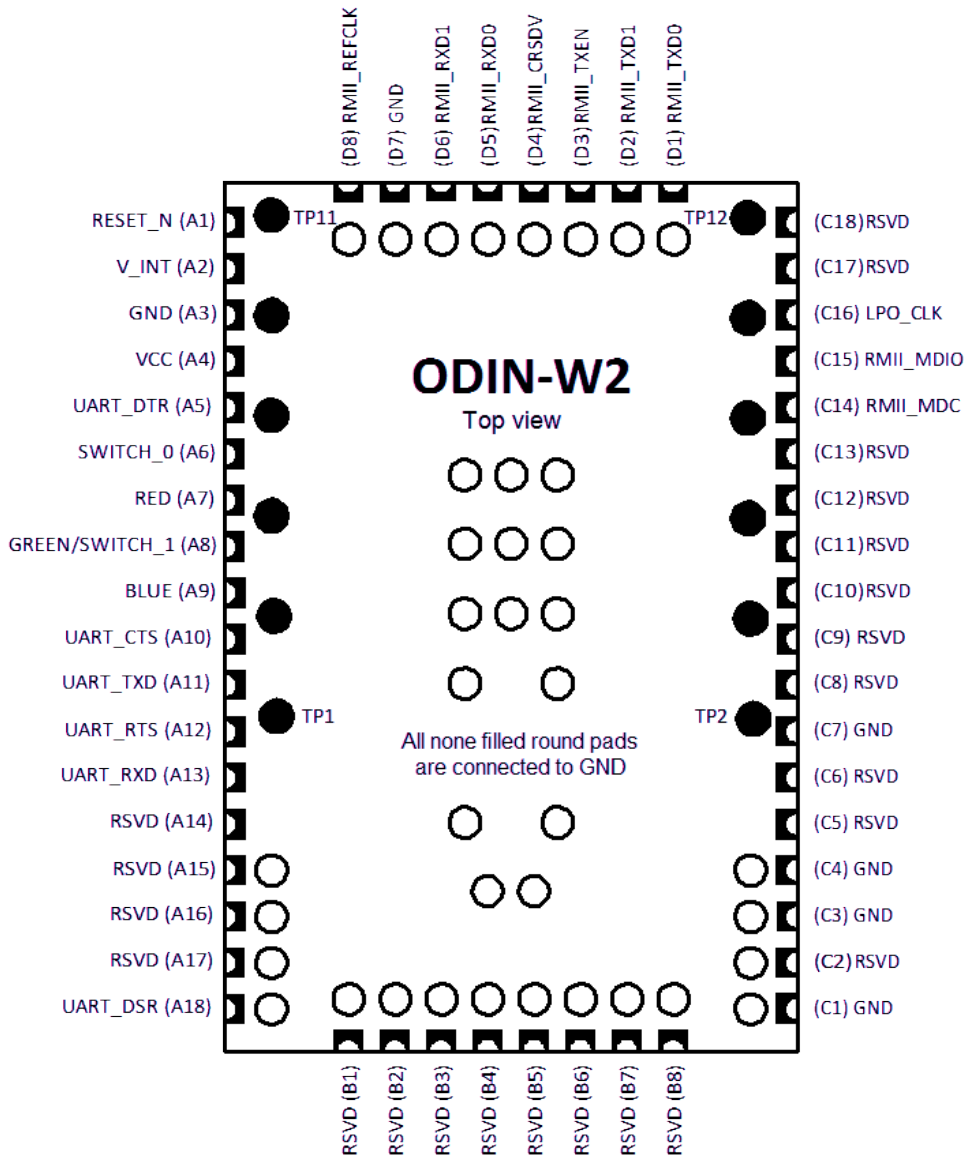 (D8) RMII_REFCLK
(D7) GND
(D6) RMII_RXD1
(D5)RMII_RXD0
(D4)RMII_CRSDV
(D3)RMII_TXEN
(D2) RMII_TXD1
(D1) RMII_TXD0
RESET_N (A1)
V_INT (A2)
GND (A3)
VCC (A4)
UART_DTR (A5)
SWITCH_0 (A6)
RED (A7)
GREEN/SWITCH_1 (A8)
BLUE (A9)
UART_CTS (A10)
UART_TXD (A11)
UART_RTS (A12)
UART_RXD (A13)
RSVD (A14)
RSVD (A15)
RSVD (A16)
RSVD (A17)
UART_DSR (A18)
TP11
TP12
ODIN-W2
Top view
TP1
TP2
All none filled round pads
are connected to GND
(C18)RSVD
(C17)RSVD
(C16) LPO_CLK
(C15) RMII_MDIO
(C14) RMII_MDC
(C13)RSVD
(C12) RSVD
(C11)RSVD
(C10)RSVD
(C9) RSVD
(C8) RSVD
(C7) GND
(C6) RSVD
(C5) RSVD
(C4) GND
(C3) GND
(C2)RSVD
(C1) GND
RSVD (B1)
RSVD (B2)
RSVD (B3)
RSVD (B4)
RSVD (B5)
RSVD (B6)
RSVD (B7)
RSVD (B8)